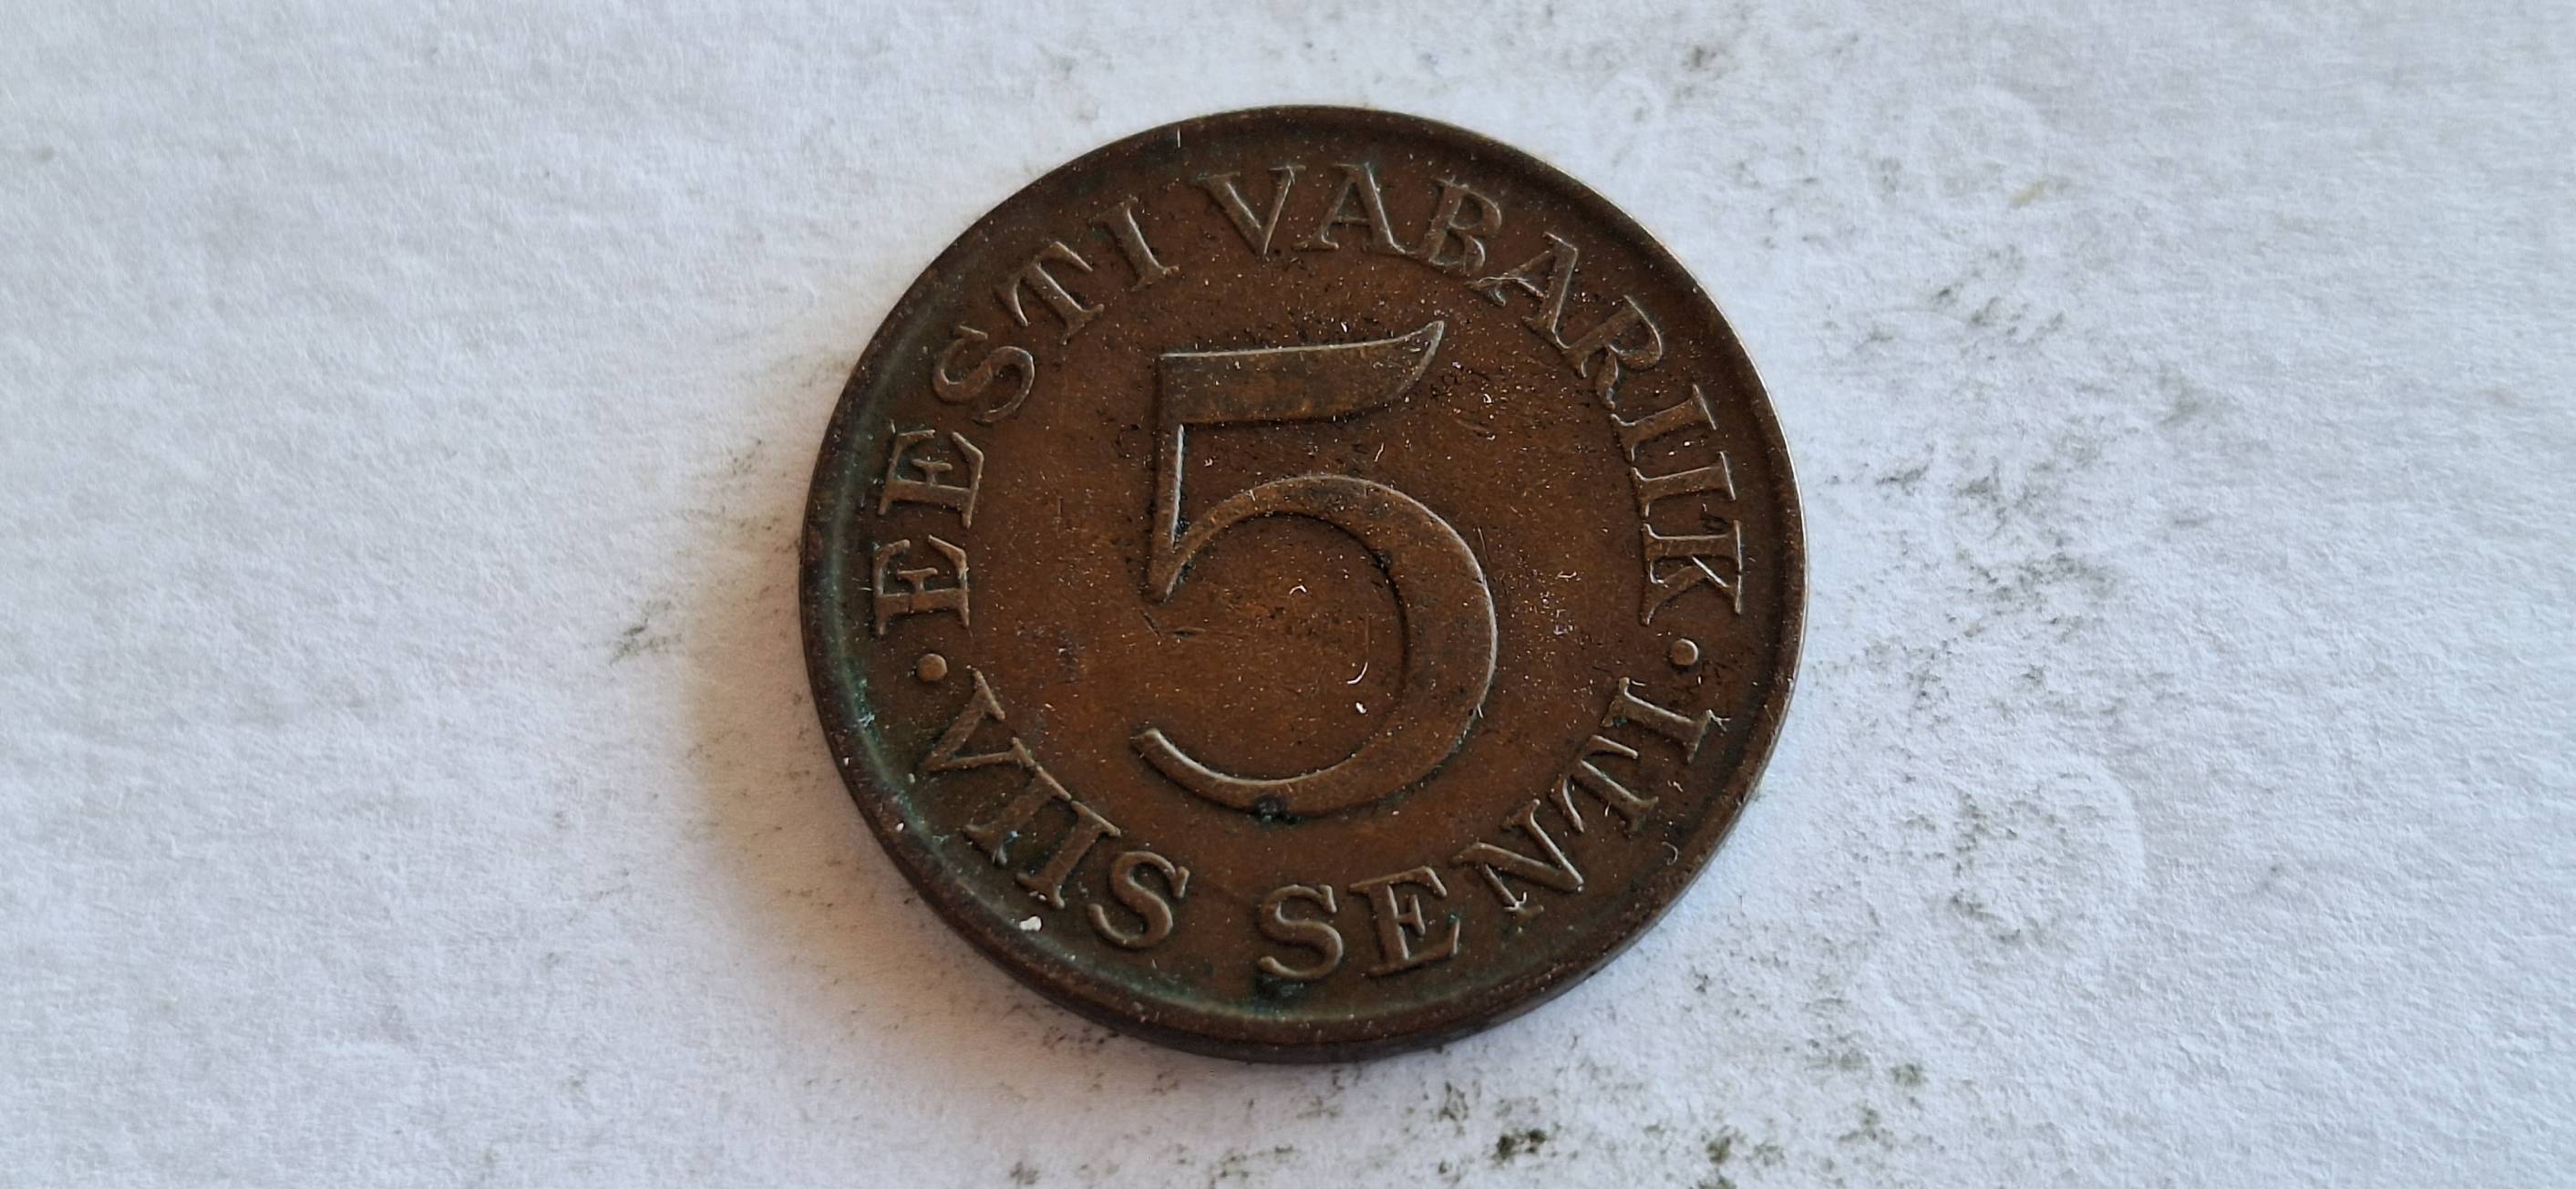 EESTI VABARIIK
5
· VIIS SENTI ·